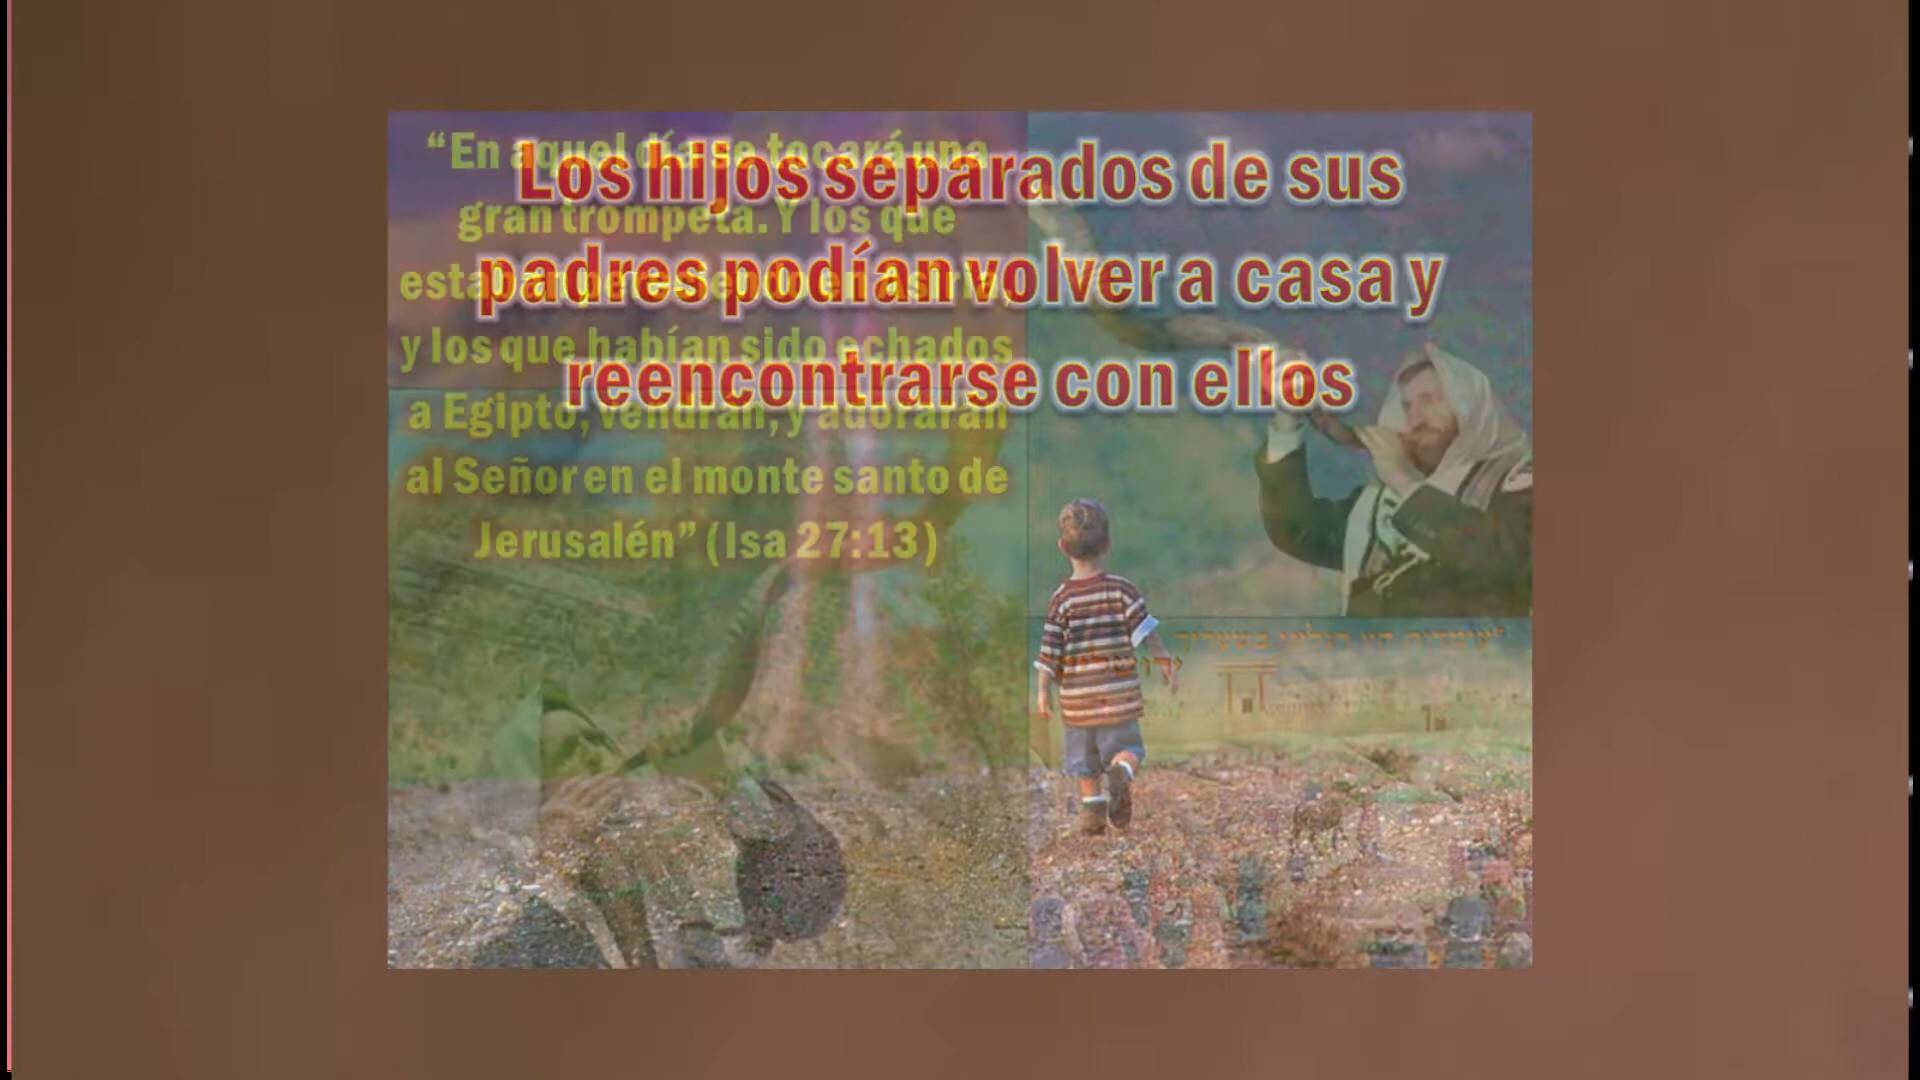 Los hijos separados de sus
padres podían volver a casa y
reencontrarse con ellos
“En aquel día se tocará una
gran trompeta. Y los que
en Asiria,
y los que habían sido echados
a Egipto, vendrán, y adorarán
al Señor en el monte santo de
Jerusalén” (Isa 27:13)